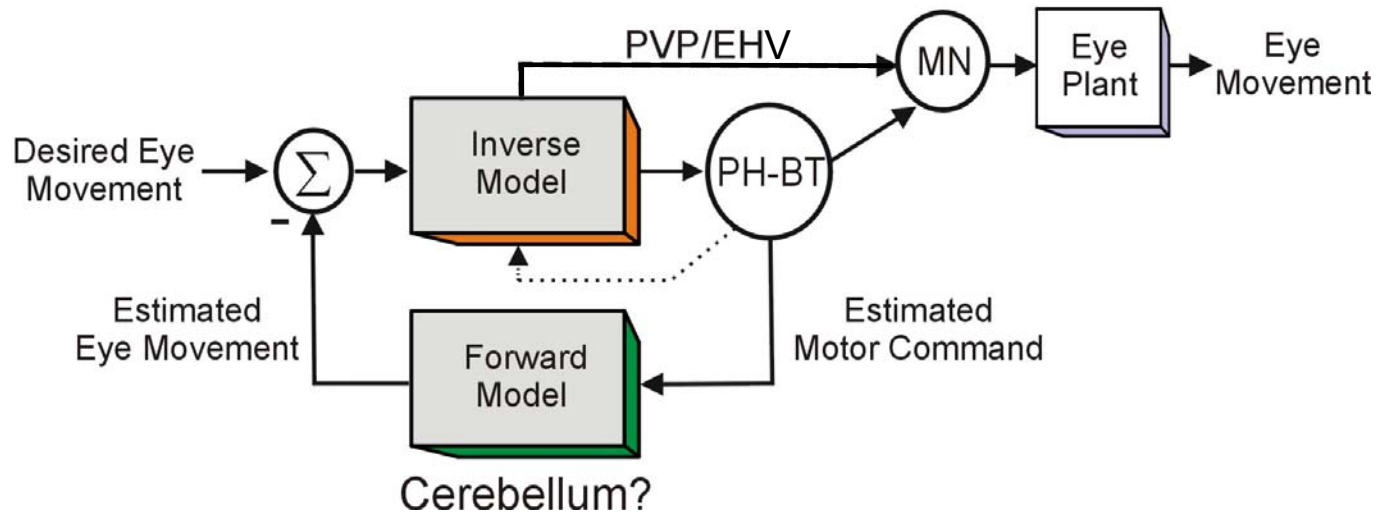 PVP/EHV
MN
Eye
Plant
Eye
Movement
Desired Eye
Movement
Σ
-
Inverse
Model
PH-BT
Estimated
Eye Movement
Forward
Model
Estimated
Motor Command
Cerebellum?